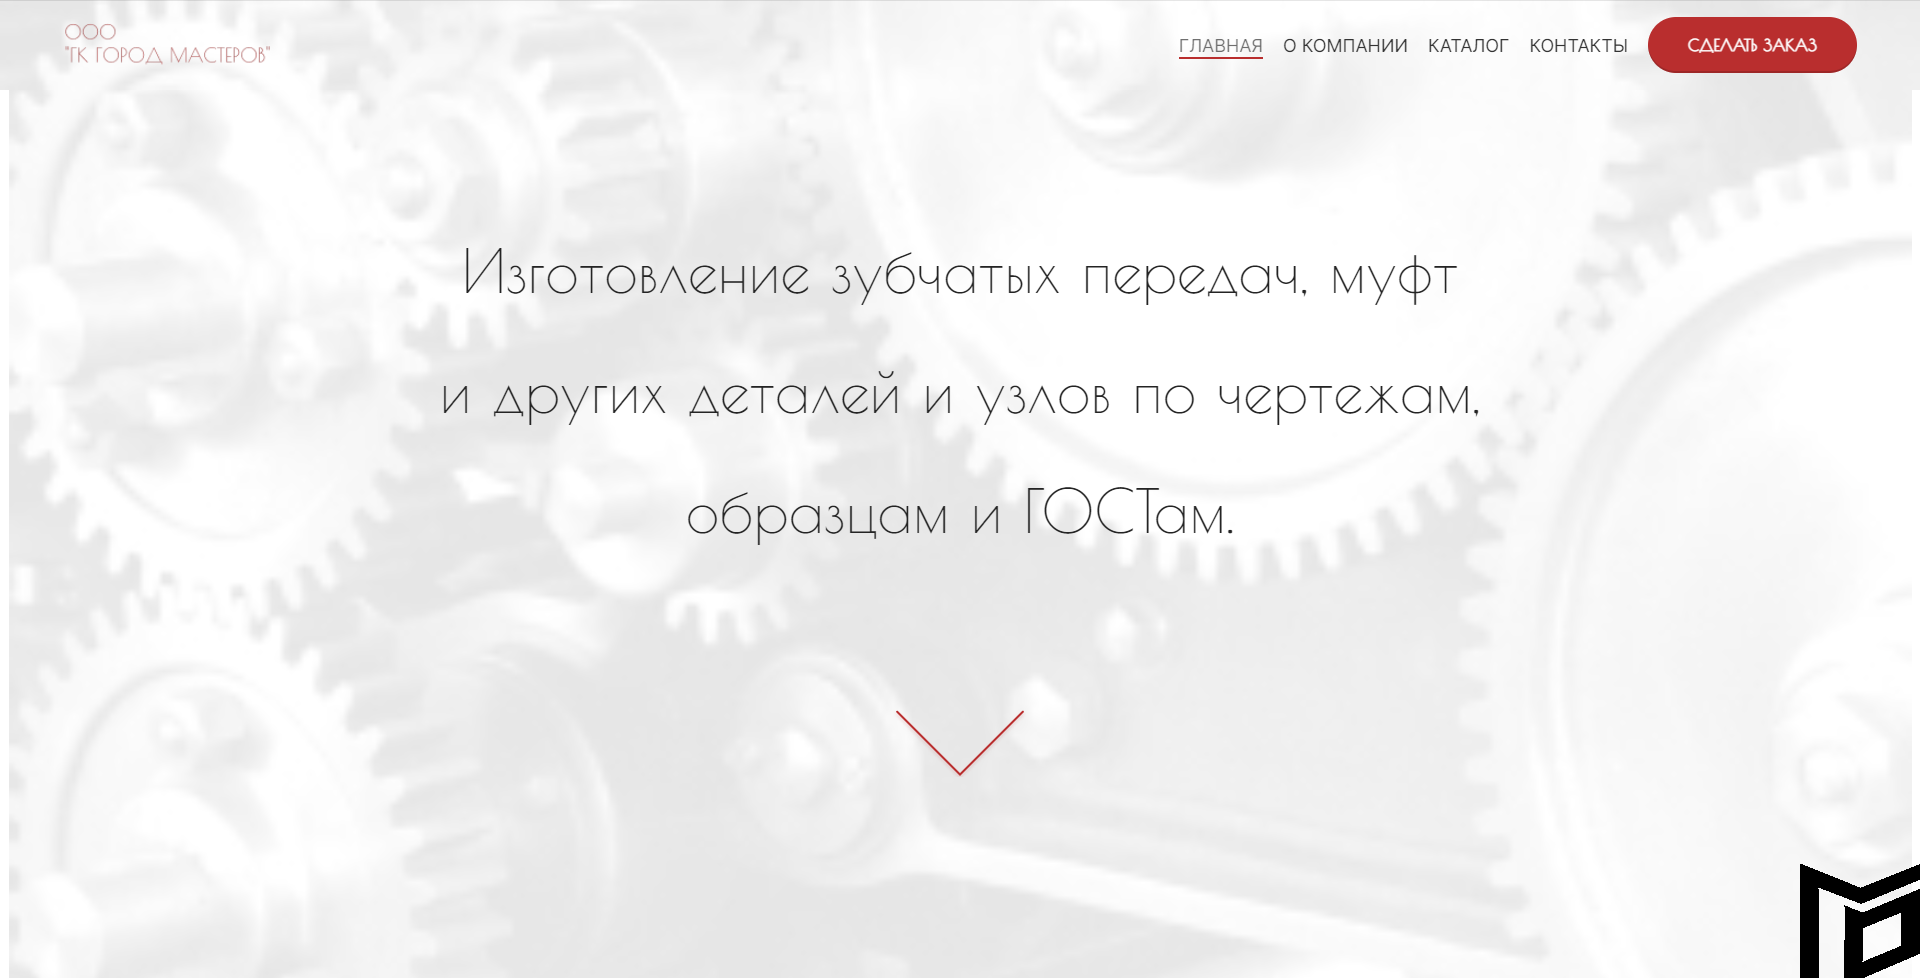 ООО
"ГК ГОРОД МАСТЕРОВ"
ГЛАВНАЯ О КОМПАНИИ КАТАЛОГ КОНТАКТЫ СДЕЛАТЬ ЗАКАЗ
Изготовление зубчатых передач, муфт
и других деталей и узлов по чертежам,
образцам и ГОСТам.